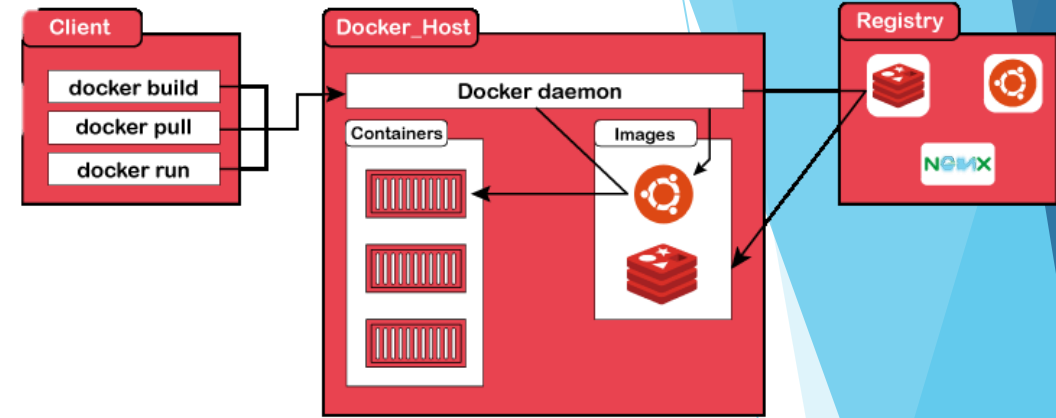 Client
docker build
docker pull
docker run
Docker_Host
Docker daemon
Containers
Images
Registry
NGINX